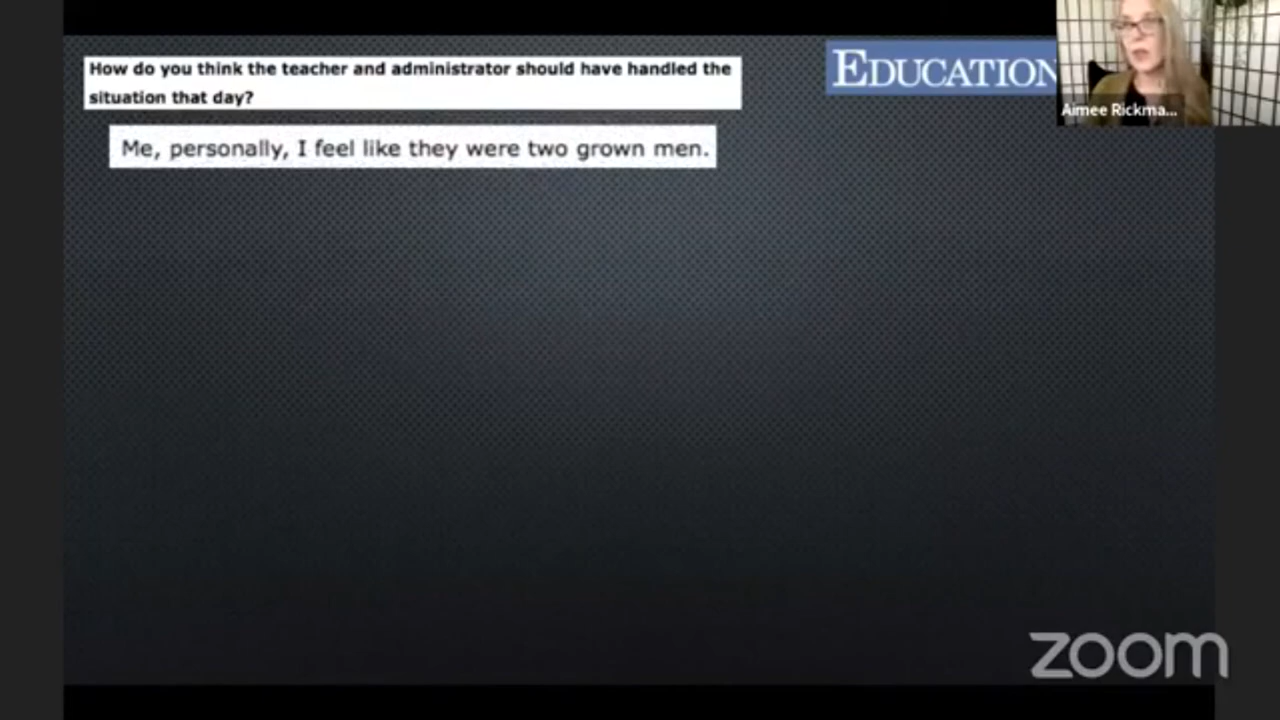 How do you think the teacher and administrator should have handled the
situation that day?
EDUCATION
Aimee Rickma...
Me, personally, I feel like they were two grown men.
zoom